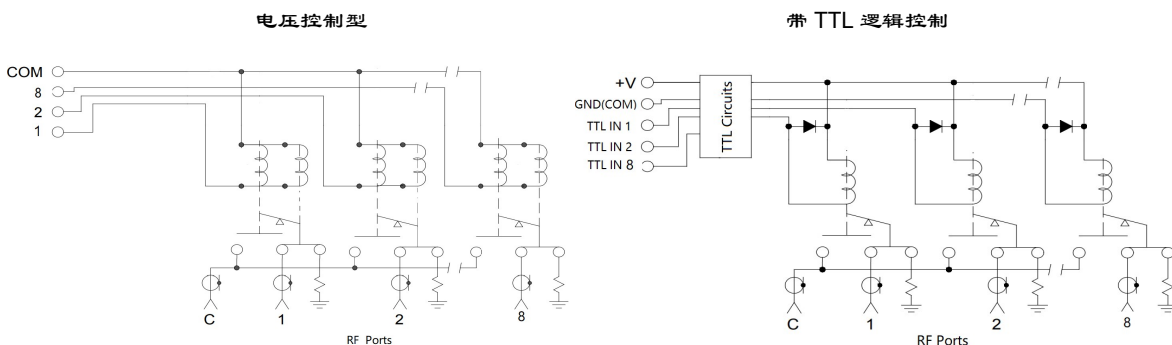 电压控制型
COM
8
2
1
C
1
2
8
RF Ports
带 TTL 逻辑控制
+V
GND(COM)
TTL IN 1
TTL IN 2
TTL IN 8
TTL Circuits
C
1
2
8
RF Ports